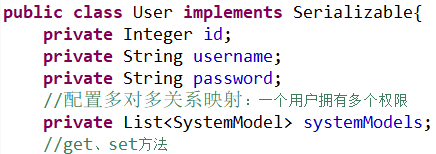 public class User implements Serializable{
private Integer id;
private String username;
private String password;
//配置多对多关系映射：一个用户拥有多个权限
private List<SystemModel> systemModels;
//get、set方法